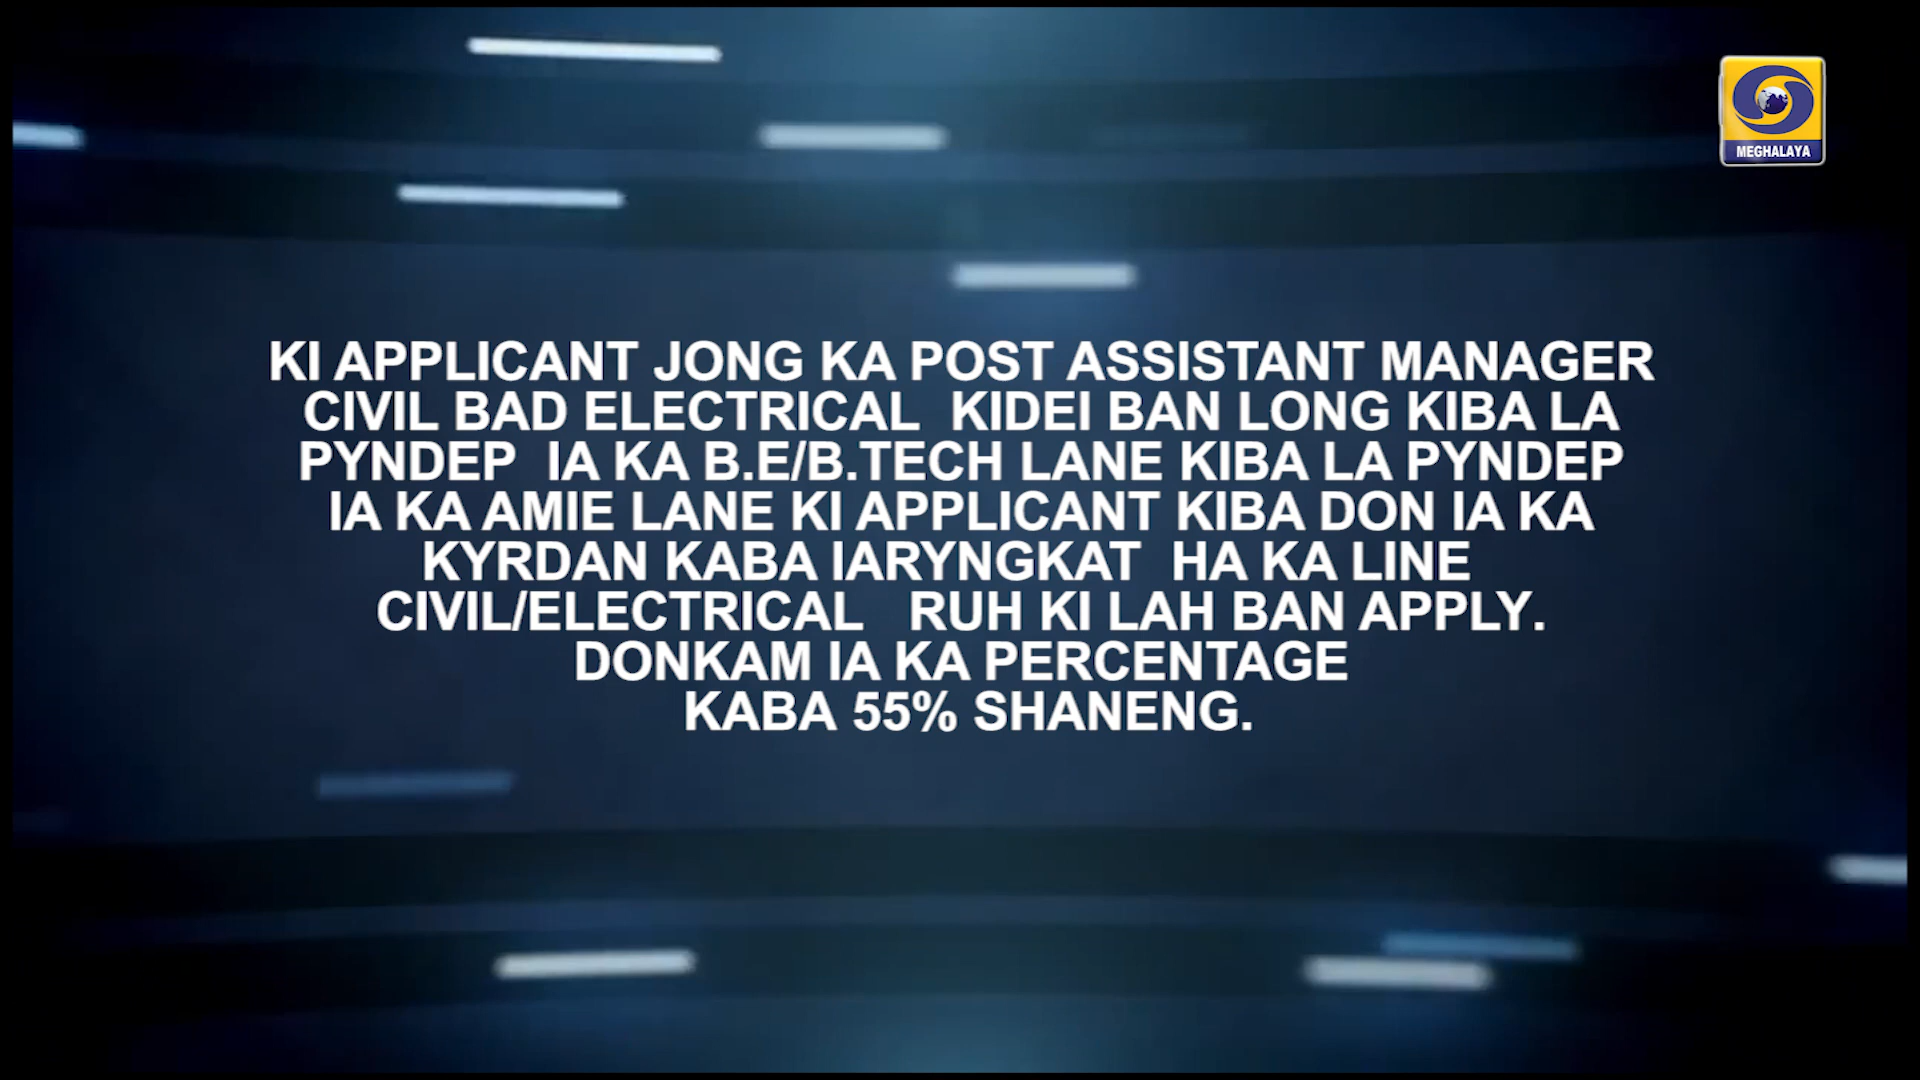 MEGHALAYA
KI APPLICANT JONG KA POST ASSISTANT MANAGER
CIVIL BAD ELECTRICAL KIDEI BAN LONG KIBA LA
PYNDEP IA KA B.E/B.TECH LANE KIBA LA PYNDEP
IA KA AMIE LANE KI APPLICANT KIBA DON IA KA
KYRDAN KABA IARYNGKAT HA KA LINE
CIVIL/ELECTRICAL RUH KI LAH BAN APPLY.
DONKAM IA KA PERCENTAGE
KABA 55% SHANENG.